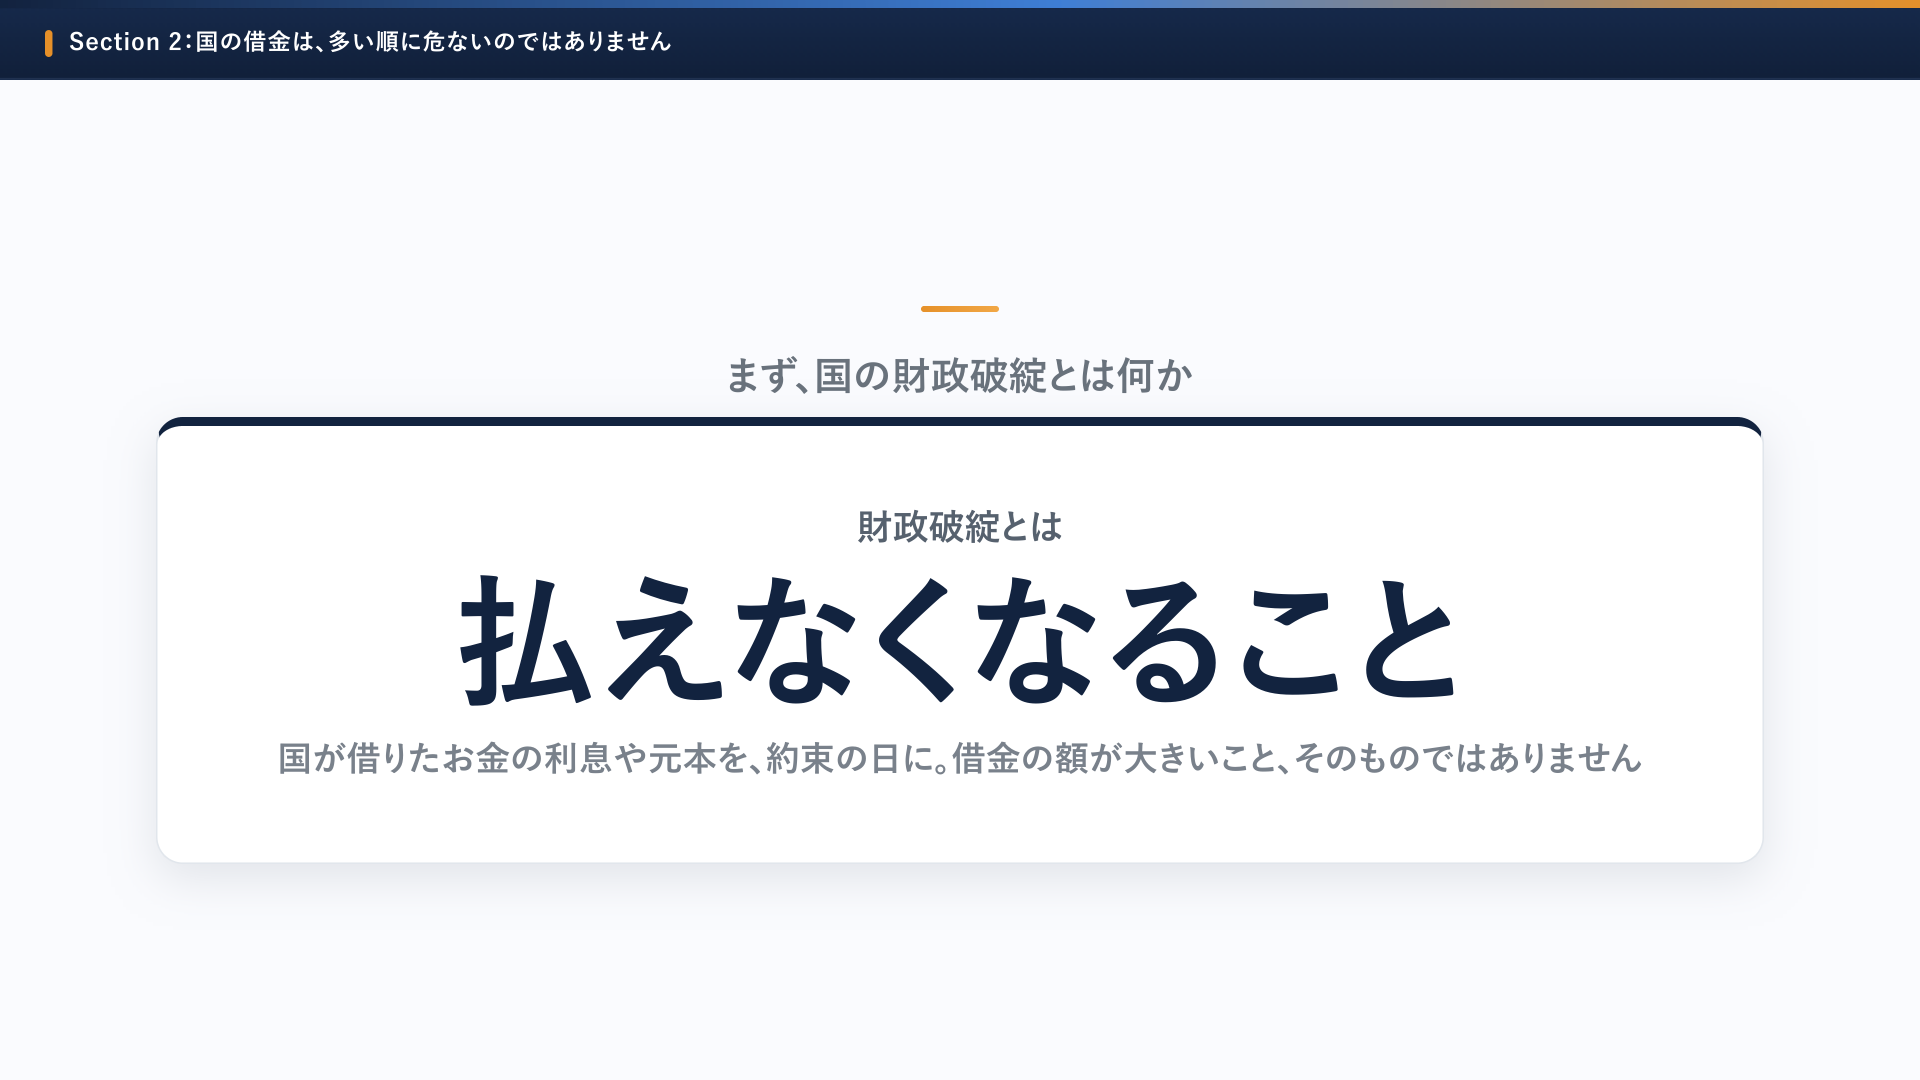 Section 2：国の借金は、多い順に危ないのではありません
まず、国の財政破綻とは何か
財政破綻とは
払えなくなること
国が借りたお金の利息や元本を、約束の日に。借金の額が大きいこと、そのものではありません